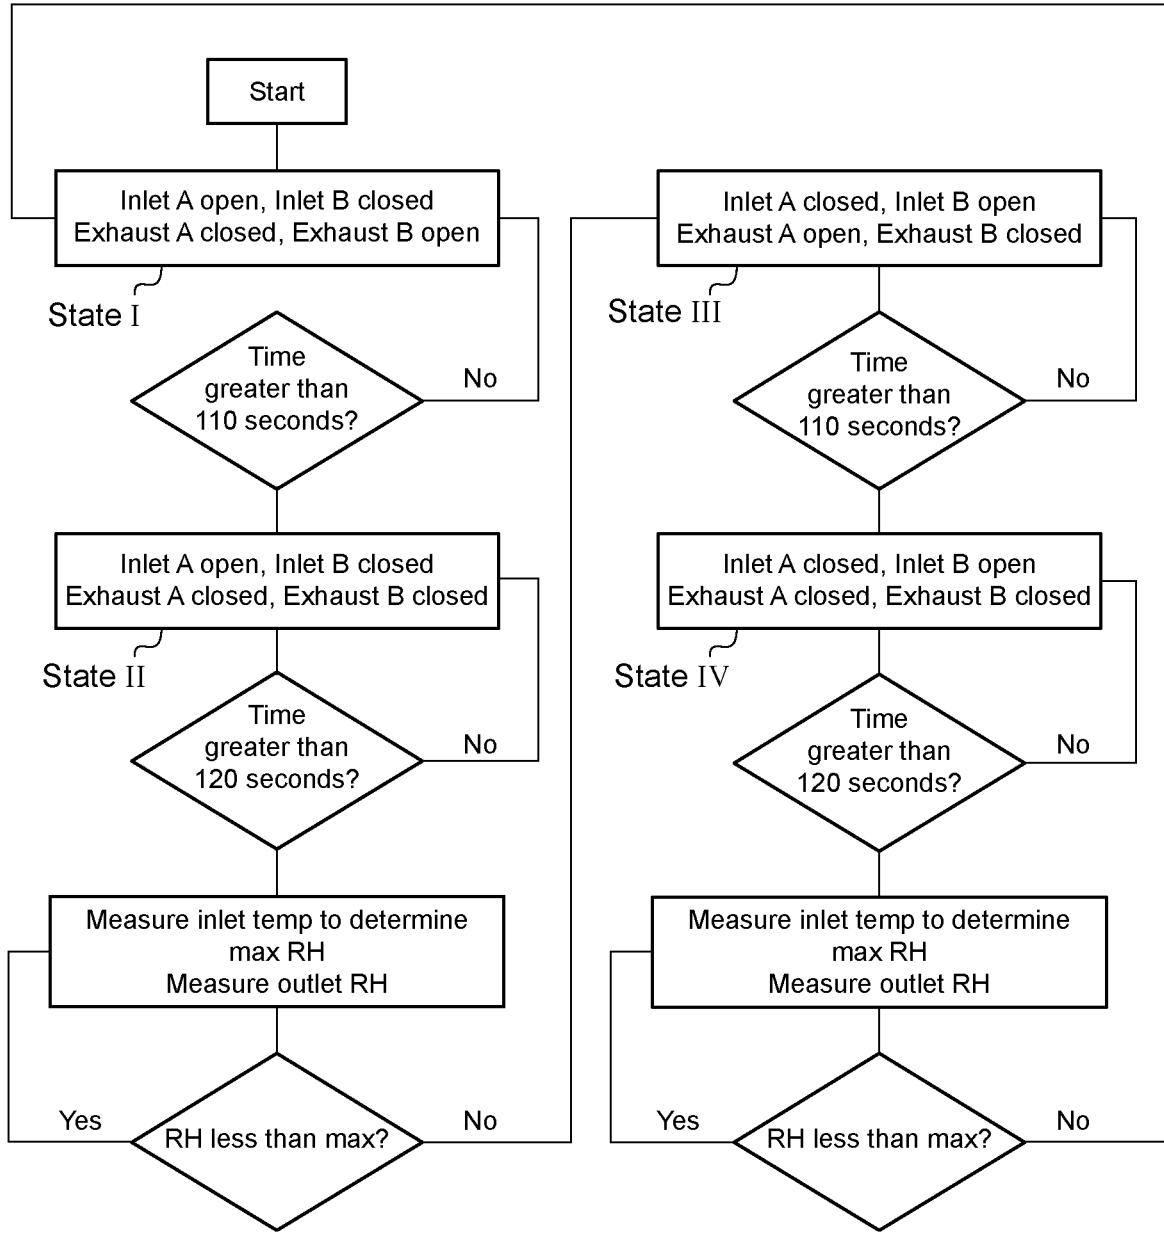 Start
Inlet A open, Inlet B closed
Exhaust A closed, Exhaust B open
State I
Time
greater than
110 seconds?
No
Inlet A open, Inlet B closed
Exhaust A closed, Exhaust B closed
State II
Time
greater than
120 seconds?
No
Measure inlet temp to determine
max RH
Measure outlet RH
Yes
RH less than max?
No
Inlet A closed, Inlet B open
Exhaust A open, Exhaust B closed
State III
Time
greater than
110 seconds?
No
Inlet A closed, Inlet B open
Exhaust A closed, Exhaust B closed
State IV
Time
greater than
120 seconds?
No
Measure inlet temp to determine
max RH
Measure outlet RH
Yes
RH less than max?
No